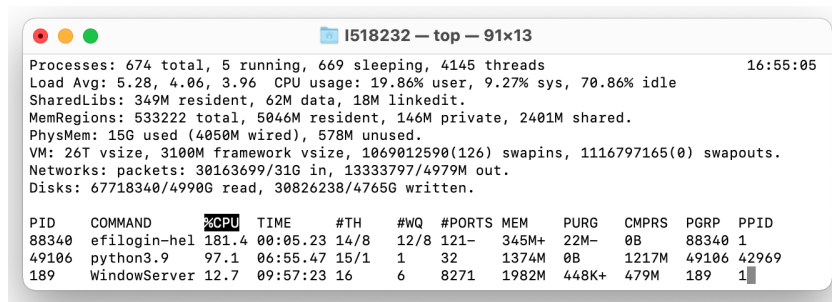 I518232 — top — 91×13
Processes: 674 total, 5 running, 669 sleeping, 4145 threads 16:55:05
Load Avg: 5.28, 4.06, 3.96 CPU usage: 19.86% user, 9.27% sys, 70.86% idle
SharedLibs: 349M resident, 62M data, 18M linkedit.
MemRegions: 533222 total, 5046M resident, 146M private, 2401M shared.
PhysMem: 15G used (4050M wired), 578M unused.
VM: 26T vsize, 3100M framework vsize, 1069012590(126) swapins, 1116797165(0) swapouts.
Networks: packets: 30163699/31G in, 13333797/4979M out.
Disks: 67718340/4990G read, 30826238/4765G written.
PID COMMAND %CPU TIME #TH #WQ #PORTS MEM PURG CMPRS PGRP PPID
88340 efilogin-hel 181.4 00:05.23 14/8 12/8 121- 345M+ 22M- 0B 88340 1
49106 python3.9 97.1 06:55.47 15/1 1 32 1374M 0B 1217M 49106 42969
189 WindowServer 12.7 09:57:23 16 6 8271 1982M 448K+ 479M 189 1